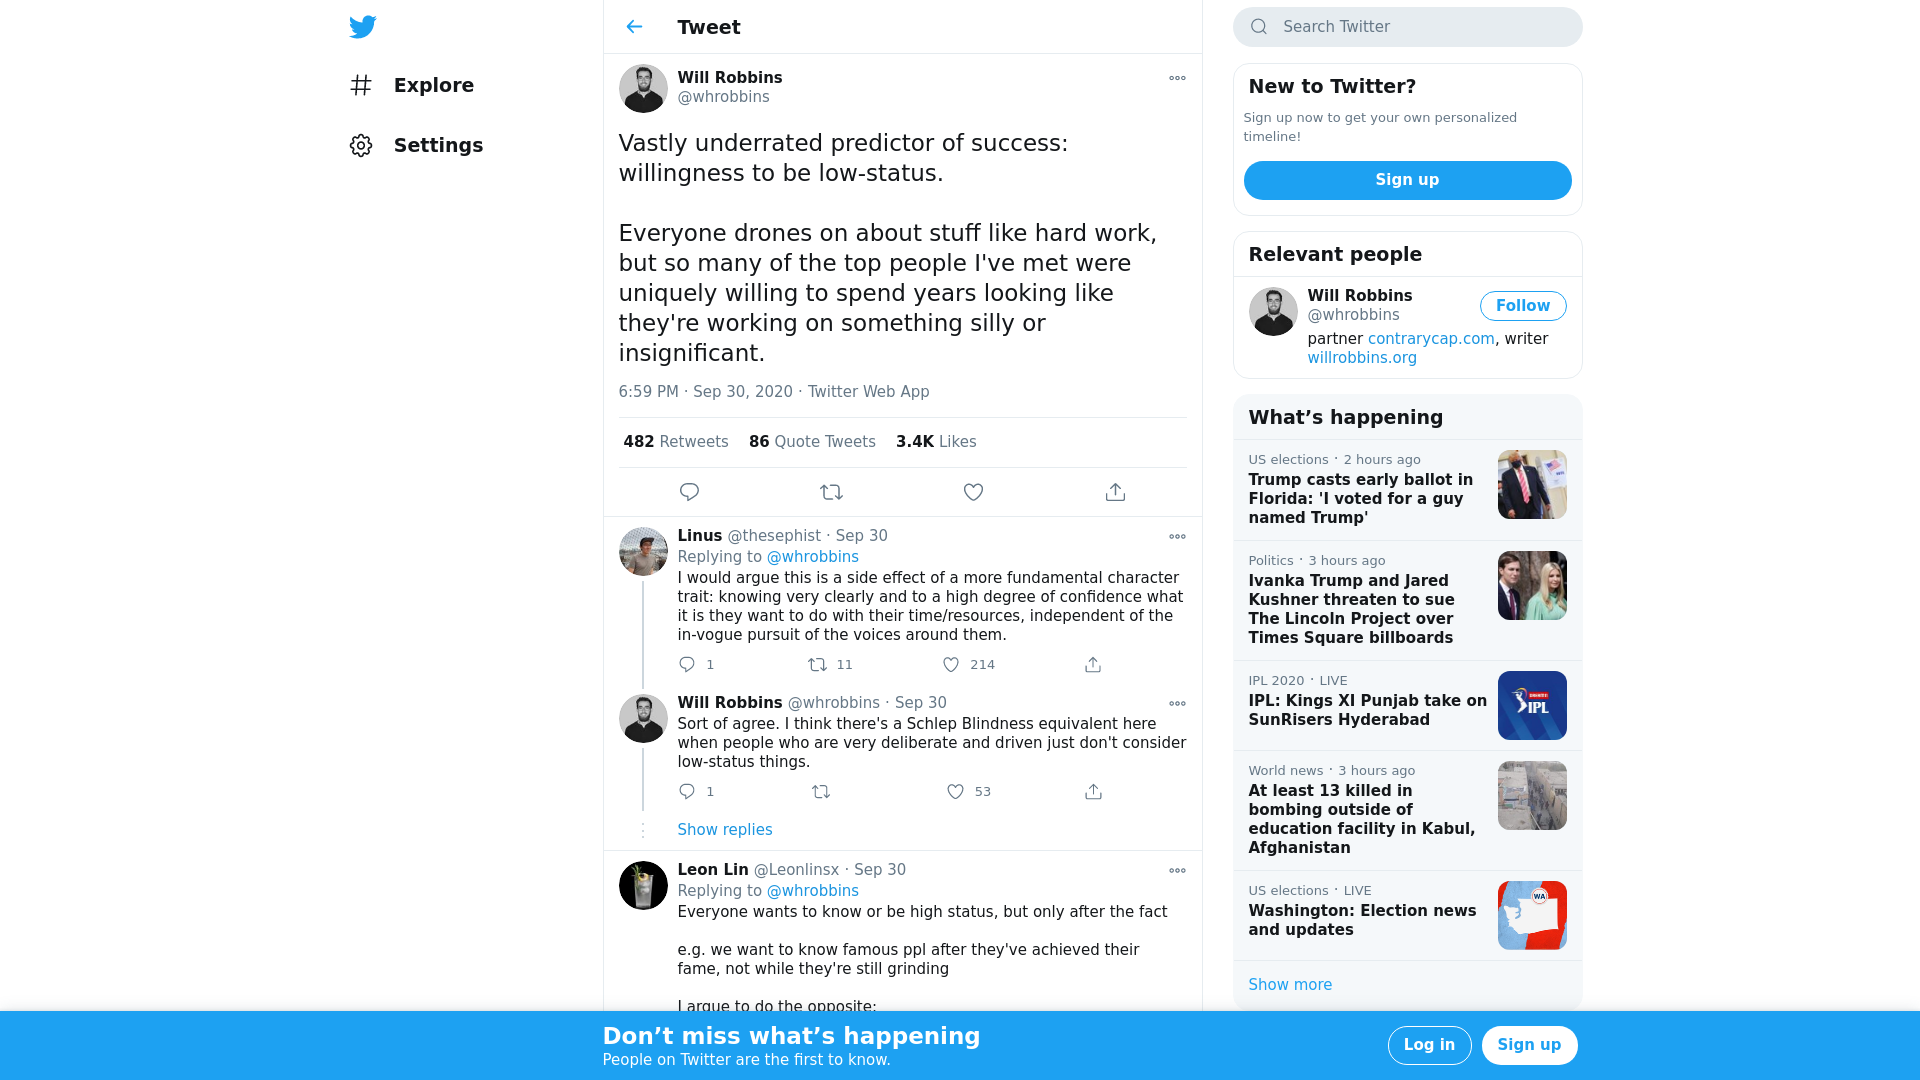 Explore
Settings
Tweet
Will Robbins
@whrobbins
Vastly underrated predictor of success:
willingness to be low-status.
Everyone drones on about stuff like hard work,
but so many of the top people I've met were
uniquely willing to spend years looking like
they're working on something silly or
insignificant.
6:59 PM · Sep 30, 2020 · Twitter Web App
482 Retweets 86 Quote Tweets 3.4K Likes
Linus @thesephist · Sep 30
Replying to @whrobbins
I would argue this is a side effect of a more fundamental character
trait: knowing very clearly and to a high degree of confidence what
it is they want to do with their time/resources, independent of the
in-vogue pursuit of the voices around them.
1 11 214
Will Robbins @whrobbins · Sep 30
Sort of agree. I think there's a Schlep Blindness equivalent here
when people who are very deliberate and driven just don't consider
low-status things.
1 53
Show replies
Leon Lin @Leonlinsx · Sep 30
Replying to @whrobbins
Everyone wants to know or be high status, but only after the fact
e.g. we want to know famous ppl after they've achieved their
fame, not while they're still grinding
I argue to do the opposite:
Search Twitter
New to Twitter?
Sign up now to get your own personalized
timeline!
Sign up
Relevant people
Will Robbins
@whrobbins
Follow
partner contrarycap.com, writer
willrobbins.org
What’s happening
US elections · 2 hours ago
Trump casts early ballot in
Florida: 'I voted for a guy
named Trump'
Politics · 3 hours ago
Ivanka Trump and Jared
Kushner threaten to sue
The Lincoln Project over
Times Square billboards
IPL 2020 · LIVE
IPL: Kings XI Punjab take on
SunRisers Hyderabad
IPL
World news · 3 hours ago
At least 13 killed in
bombing outside of
education facility in Kabul,
Afghanistan
US elections · LIVE
Washington: Election news
and updates
WA
Show more
Don’t miss what’s happening
People on Twitter are the first to know.
Log in
Sign up